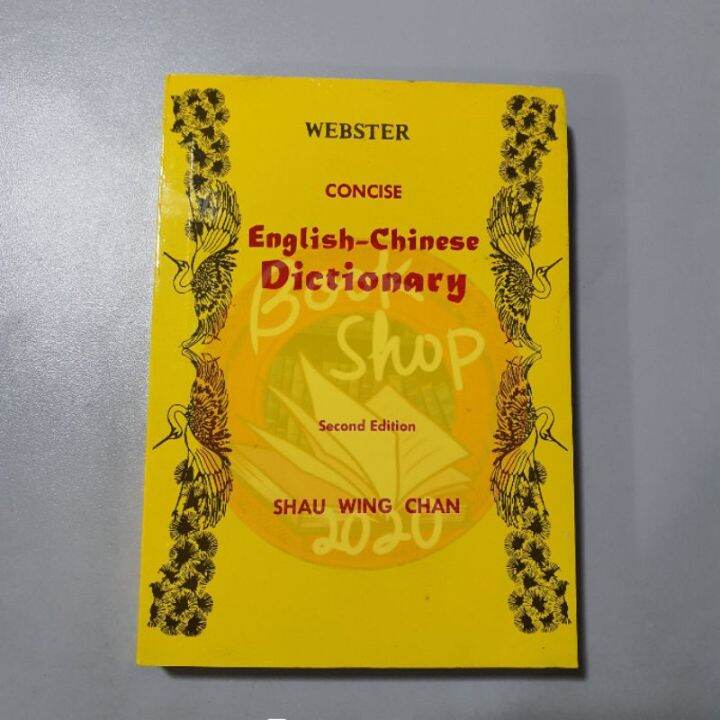 WEBSTER
CONCISE
English-Chinese
Dictionary
Book
Shop
Second Edition
SHAU WING CHAN
2020